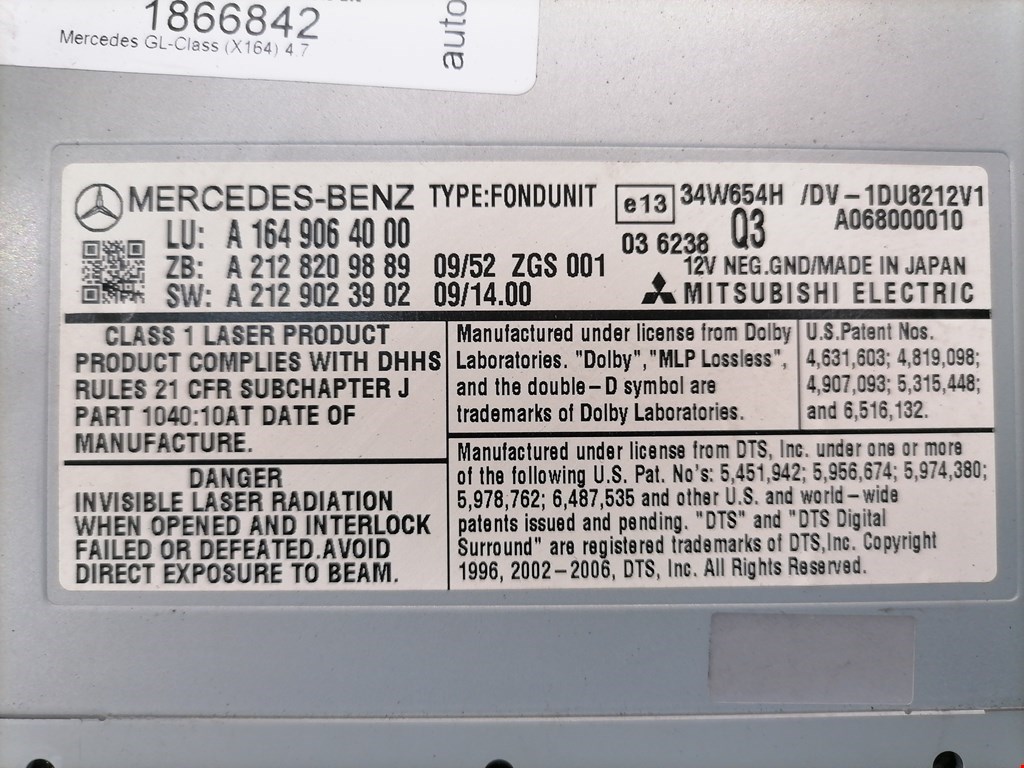 1866842
Mercedes GL-Class (X164) 4.7
auto
MERCEDES-BENZ TYPE:FONDUNIT e13 34W654H /DV-1DU8212V1
LU: A 164 906 40 00 03 6238 Q3 A068000010
ZB: A 212 820 98 89 09/52 ZGS 001 12V NEG.GND/MADE IN JAPAN
SW: A 212 902 39 02 09/14.00 MITSUBISHI ELECTRIC
CLASS 1 LASER PRODUCT
PRODUCT COMPLIES WITH DHHS
RULES 21 CFR SUBCHAPTER J
PART 1040:10AT DATE OF
MANUFACTURE.
DANGER
INVISIBLE LASER RADIATION
WHEN OPENED AND INTERLOCK
FAILED OR DEFEATED.AVOID
DIRECT EXPOSURE TO BEAM.
Manufactured under license from Dolby
Laboratories. "Dolby","MLP Lossless",
and the double-D symbol are
trademarks of Dolby Laboratories.
U.S.Patent Nos.
4,631,603; 4,819,098;
4,907,093; 5,315,448;
and 6,516,132.
Manufactured under license from DTS, Inc. under one or more
of the following U.S. Pat. No's: 5,451,942; 5,956,674; 5,974,380;
5,978,762; 6,487,535 and other U.S. and world-wide
patents issued and pending. "DTS" and "DTS Digital
Surround" are registered trademarks of DTS,Inc. Copyright
1996, 2002-2006, DTS, Inc. All Rights Reserved.